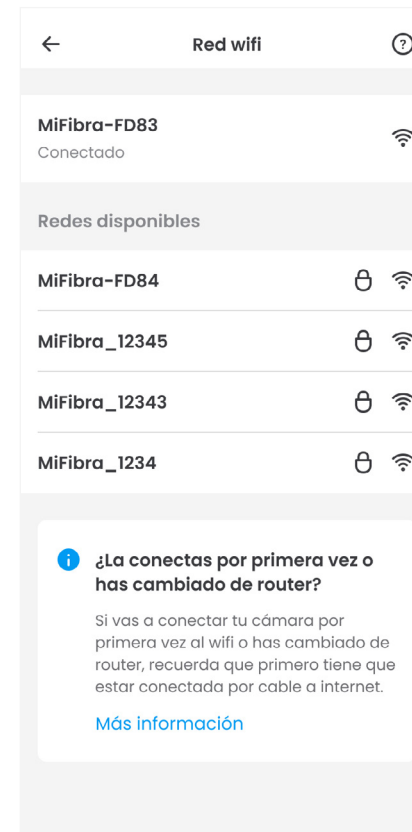 Red wifi
MiFibra-FD83
Conectado
Redes disponibles
MiFibra-FD84
MiFibra_12345
MiFibra_12343
MiFibra_1234
¿La conectas por primera vez o
has cambiado de router?
Si vas a conectar tu cámara por
primera vez al wifi o has cambiado de
router, recuerda que primero tiene que
estar conectada por cable a internet.
Más información